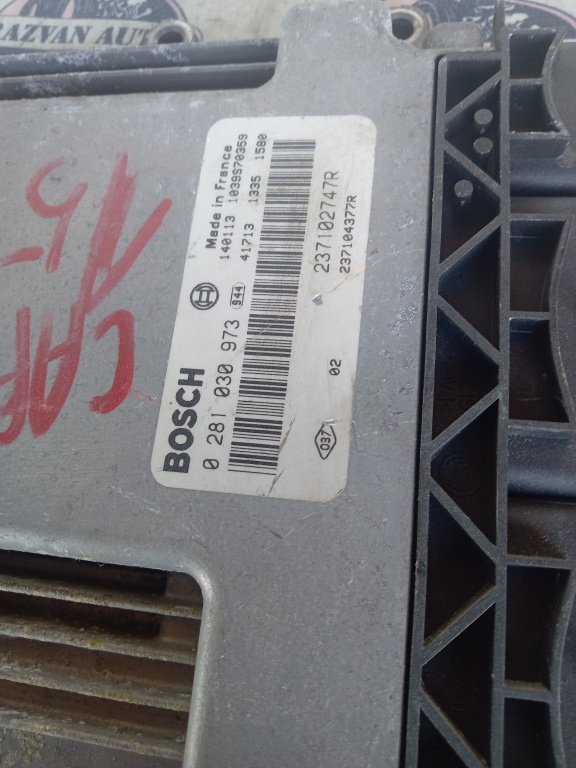 RAZVAN AUT
Made in France
140113 1039S70359
41713 1335 1580
BOSCH
0 281 030 973 944
237102747R
237104377R
02
037
15-